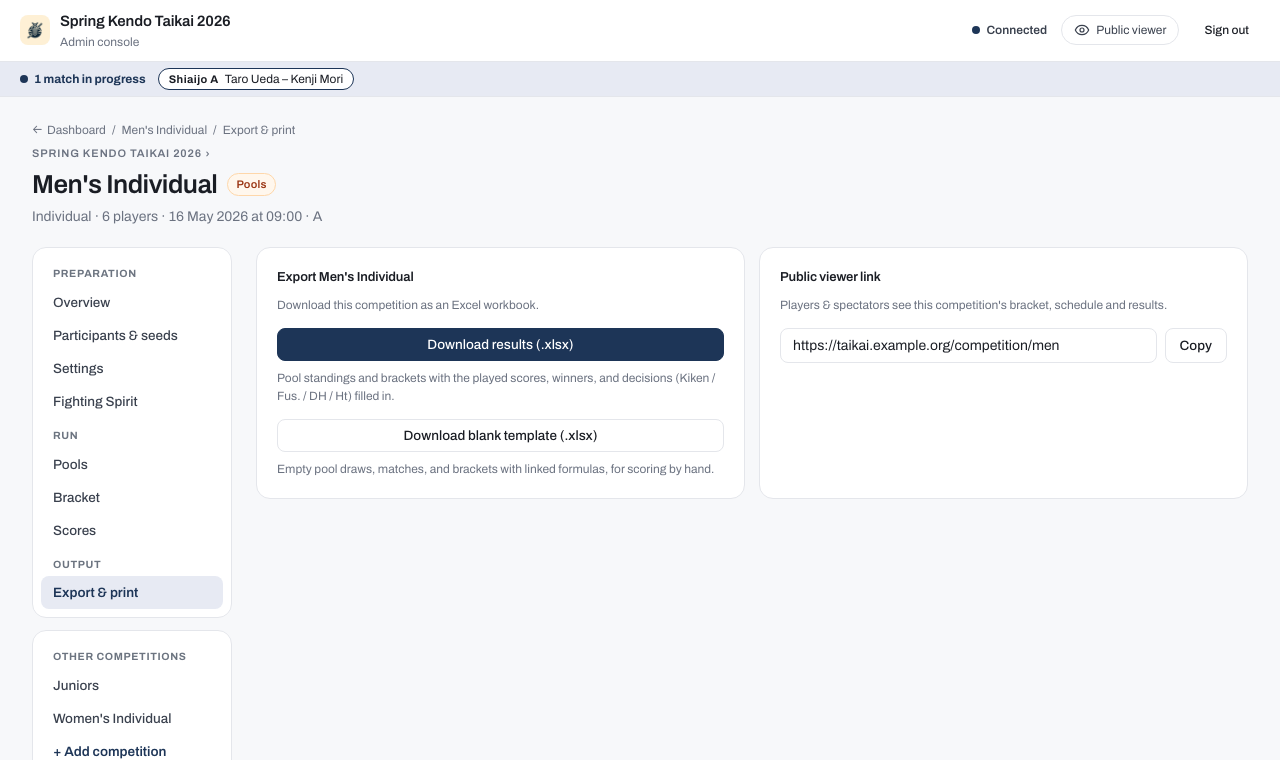 Spring Kendo Taikai 2026
Admin console
Connected
Public viewer
Sign out
1 match in progress
Shiaijo A Taro Ueda – Kenji Mori
← Dashboard / Men's Individual / Export & print
SPRING KENDO TAIKAI 2026 ›
Men's Individual
Pools
Individual · 6 players · 16 May 2026 at 09:00 · A
PREPARATION
Overview
Participants & seeds
Settings
Fighting Spirit
RUN
Pools
Bracket
Scores
OUTPUT
Export & print
OTHER COMPETITIONS
Juniors
Women's Individual
+ Add competition
Export Men's Individual
Download this competition as an Excel workbook.
Download results (.xlsx)
Pool standings and brackets with the played scores, winners, and decisions (Kiken /
Fus. / DH / Ht) filled in.
Download blank template (.xlsx)
Empty pool draws, matches, and brackets with linked formulas, for scoring by hand.
Public viewer link
Players & spectators see this competition's bracket, schedule and results.
https://taikai.example.org/competition/men
Copy